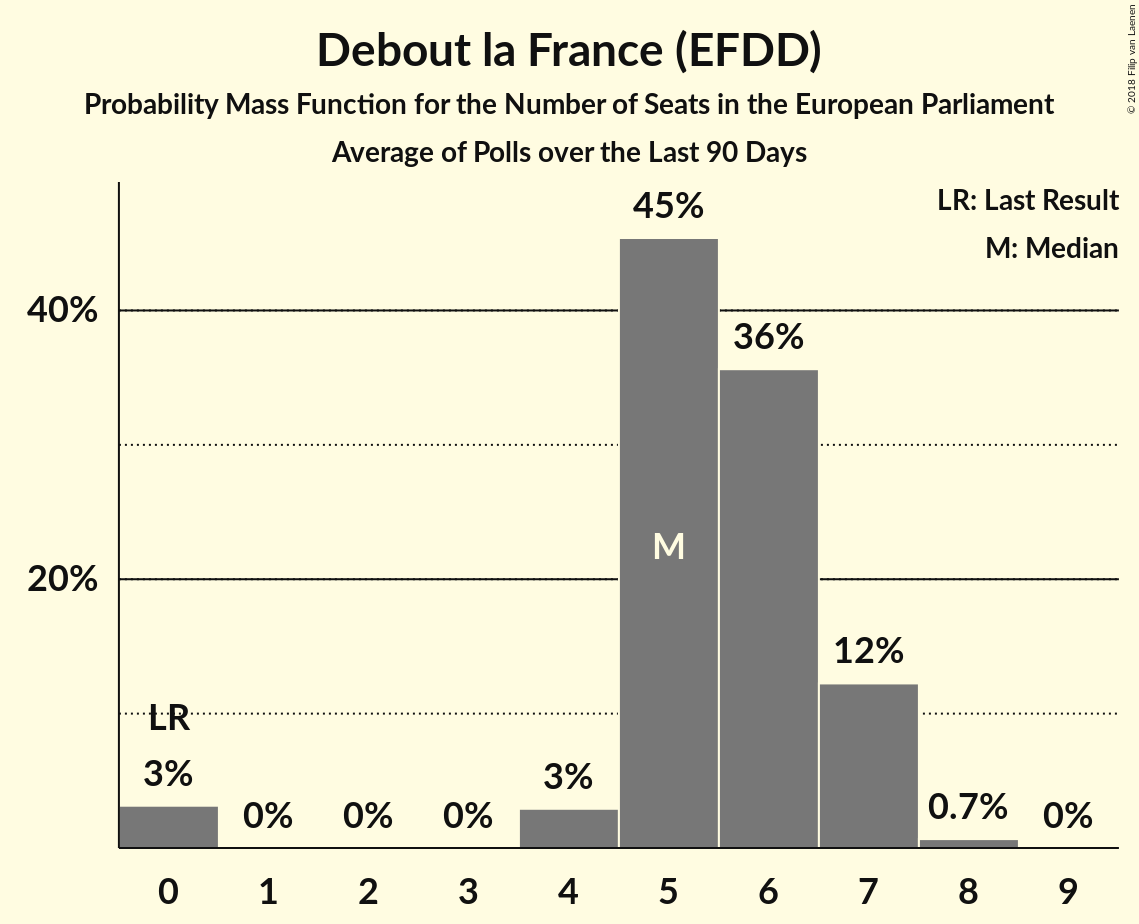 Debout la France (EFDD)
Probability Mass Function for the Number of Seats in the European Parliament
Average of Polls over the Last 90 Days
© 2018 Filip van Laenen
LR: Last Result
M: Median
40%
20%
LR
3%
0%
0%
0%
3%
45%
M
36%
12%
0.7%
0%
0 1 2 3 4 5 6 7 8 9